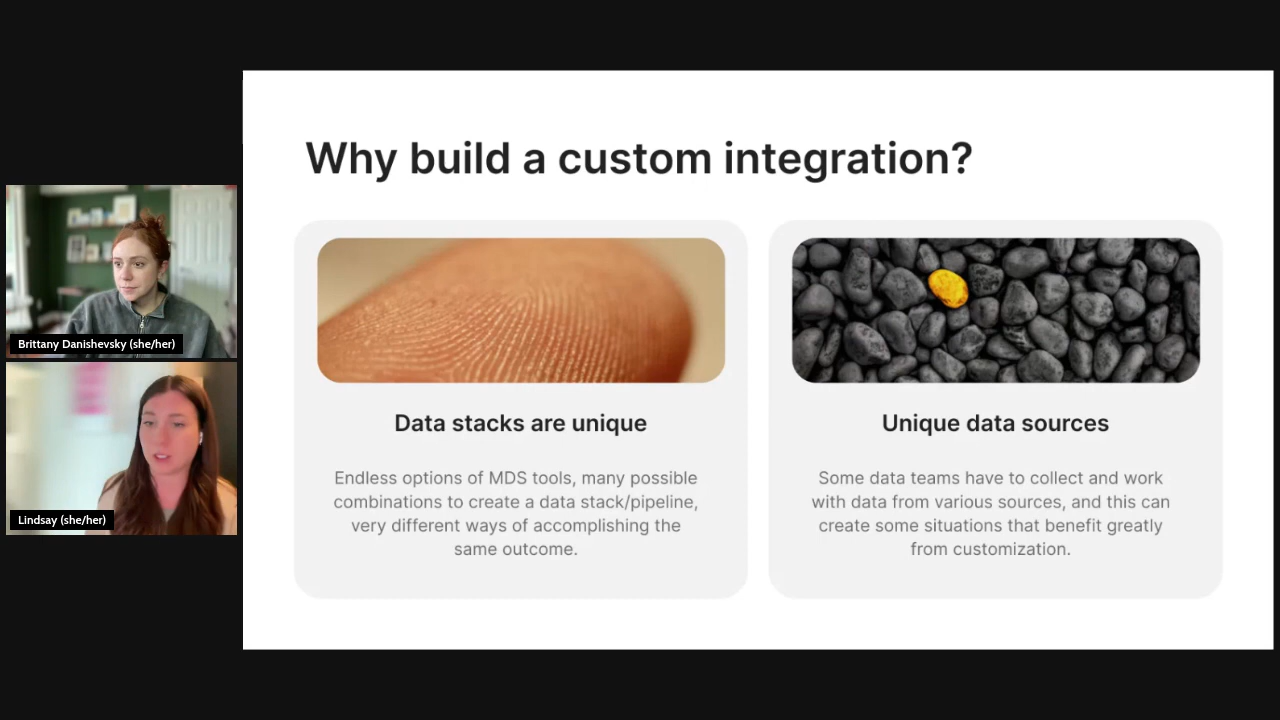 Why build a custom integration?
Data stacks are unique
Endless options of MDS tools, many possible
combinations to create a data stack/pipeline,
very different ways of accomplishing the
same outcome.
Unique data sources
Some data teams have to collect and work
with data from various sources, and this can
create some situations that benefit greatly
from customization.
Brittany Danishevsky (she/her)
Lindsay (she/her)